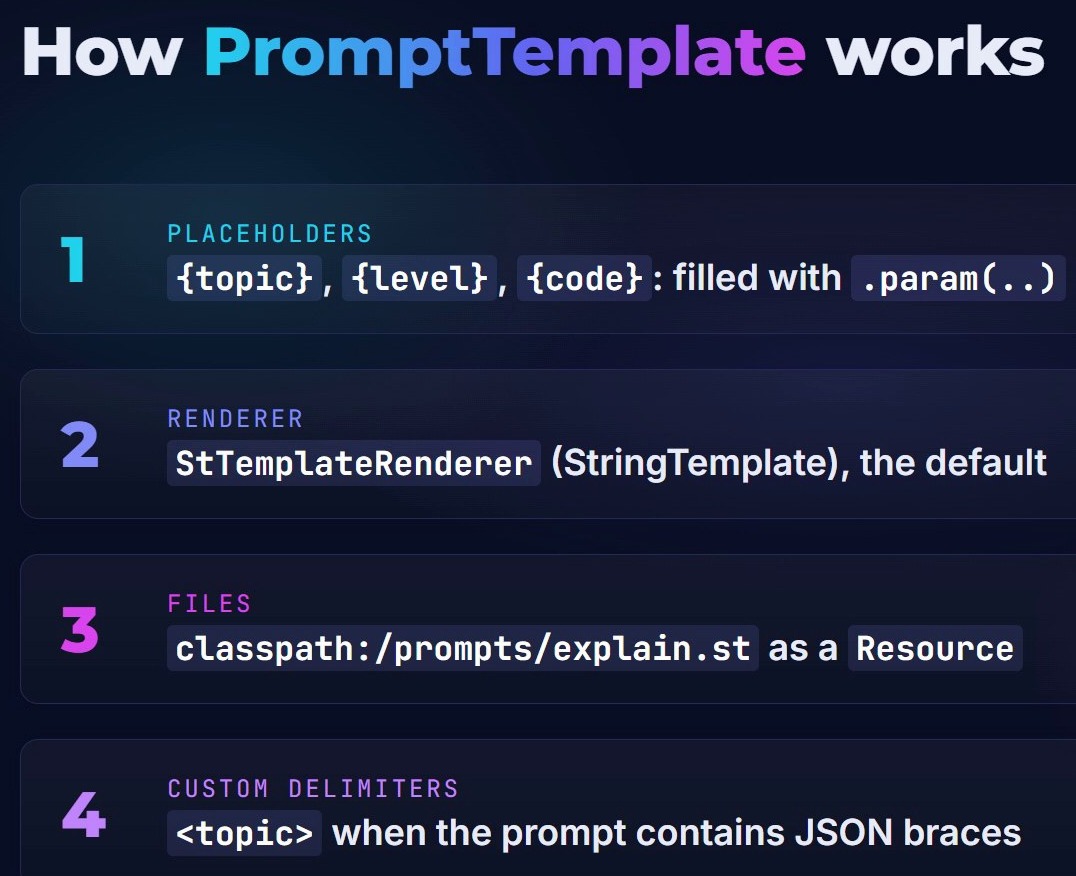 How PromptTemplate works
1
PLACEHOLDERS
{topic}, {level}, {code}: filled with .param(..)
2
RENDERER
StTemplateRenderer (StringTemplate), the default
3
FILES
classpath:/prompts/explain.st as a Resource
4
CUSTOM DELIMITERS
<topic> when the prompt contains JSON braces